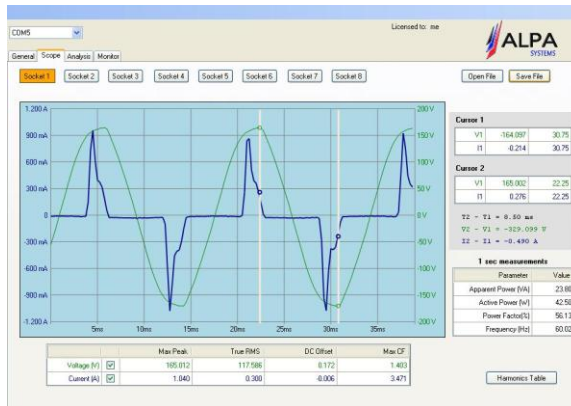 Licensed to: me
COM5
ALPA
SYSTEMS
General Scope Analysis Monitor
Socket 1 Socket 2 Socket 3 Socket 4 Socket 5 Socket 6 Socket 7 Socket 8 Open File Save File
1.200 A 200 V
900 mA 150 V
600 mA 100 V
300 mA 50 V
0 0 V
-300 mA -50 V
-600 mA -100 V
-900 mA -150 V
-1.200 A -200 V
5ms 10ms 15ms 20ms 25ms 30ms 35ms
Cursor 1
V1 -164.097 30.75
I1 -0.214 30.75
Cursor 2
V1 165.002 22.25
I1 0.276 22.25
T2 - T1 = 8.50 ms
V2 - V1 = -329.099 V
I2 - I1 = -0.490 A
1 sec measurements
Parameter Value
Apparent Power (VA) 23.80
Active Power (W) 42.50
Power Factor(%) 56.13
Frequency (Hz) 60.02
Max Peak True RMS DC Offset Max CF
Voltage (V) 165.012 117.586 0.172 1.403
Current (A) 1.040 0.300 -0.006 3.471
Harmonics Table